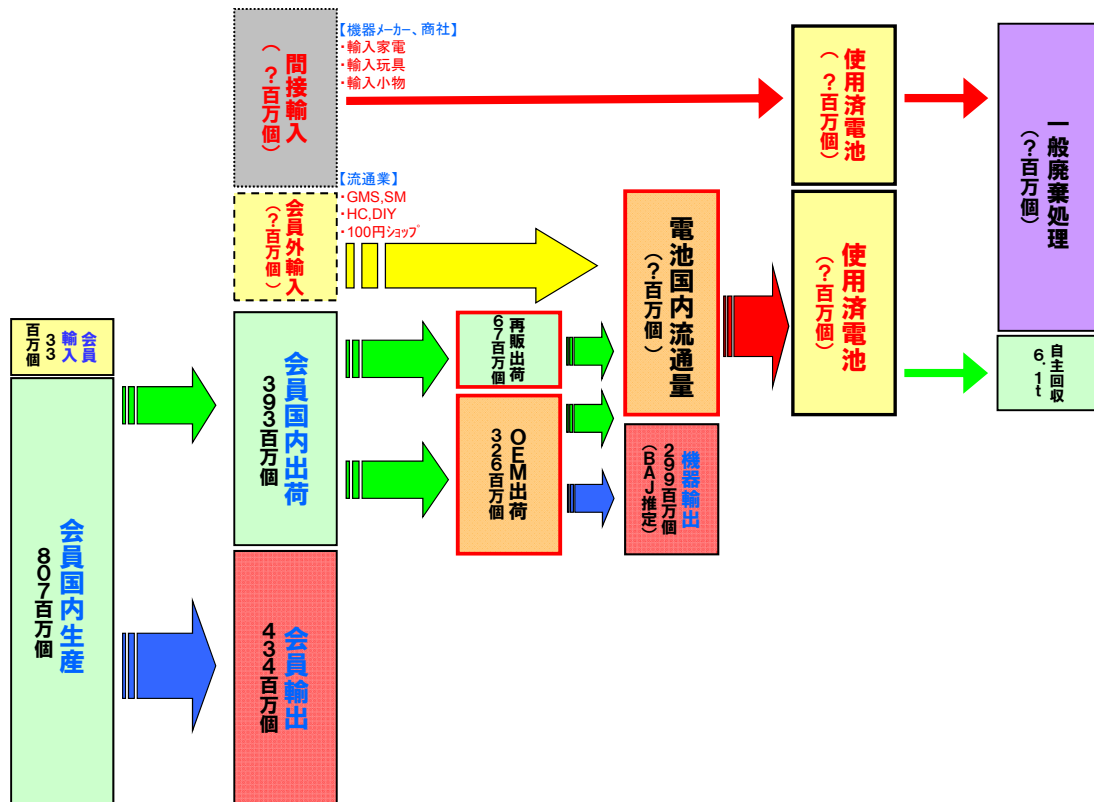 【機器メーカー、商社】
・輸入家電
・輸入玩具
・輸入小物
間接輸入
(?百万個)
【流通業】
・GMS,SM
・HC,DIY
・100円ショップ
会員外輸入
(?百万個)
会員
輸入
33
百万個
会員国内生産
807百万個
会員国内出荷
393百万個
会員輸出
434百万個
再販出荷
67百万個
OEM出荷
326百万個
電池国内流通量
(?百万個)
機器輸出
299百万個
(BAJ推定)
使用済電池
(?百万個)
使用済電池
(?百万個)
一般廃棄処理
(?百万個)
自主回収
6.1t